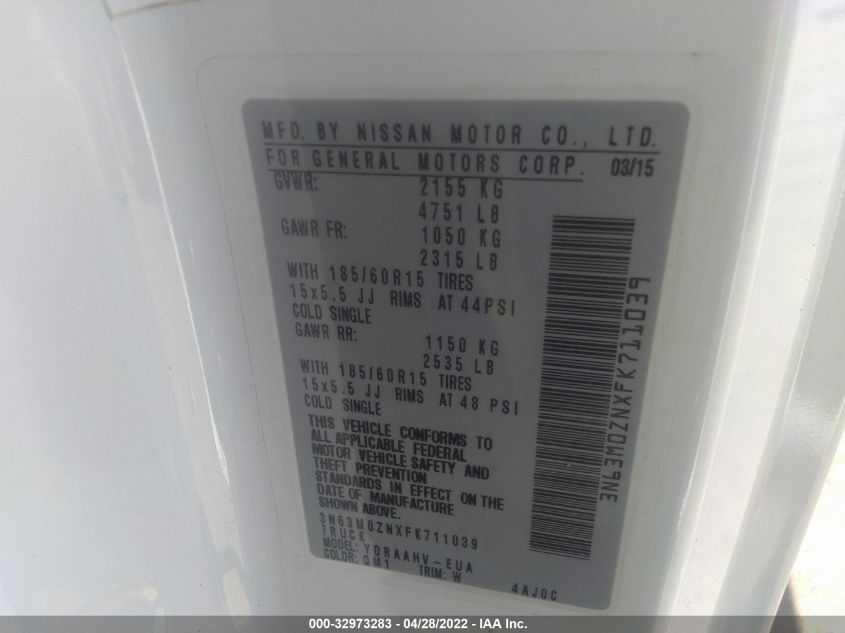 MFD. BY NISSAN MOTOR CO., LTD.
FOR GENERAL MOTORS CORP. 03/15
GVWR: 2155 KG
4751 LB
GAWR FR: 1050 KG
2315 LB
WITH 185/60R15 TIRES
15x5.5 JJ RIMS AT 44PSI
COLD SINGLE
GAWR RR: 1150 KG
2535 LB
WITH 185/60R15 TIRES
15x5.5 JJ RIMS AT 48 PSI
COLD SINGLE
THIS VEHICLE CONFORMS TO
ALL APPLICABLE FEDERAL
MOTOR VEHICLE SAFETY AND
THEFT PREVENTION
STANDARDS IN EFFECT ON THE
DATE OF MANUFACTURE
SHOWN ABOVE.
3N63M0ZNXFK711039
TRUCK
MODEL: YDRAAHV-EUA
COLOR: QM1 TRIM: W
4AJ0C
3N63M0ZNXFK711039
000-32973283 - 04/28/2022 - IAA Inc.